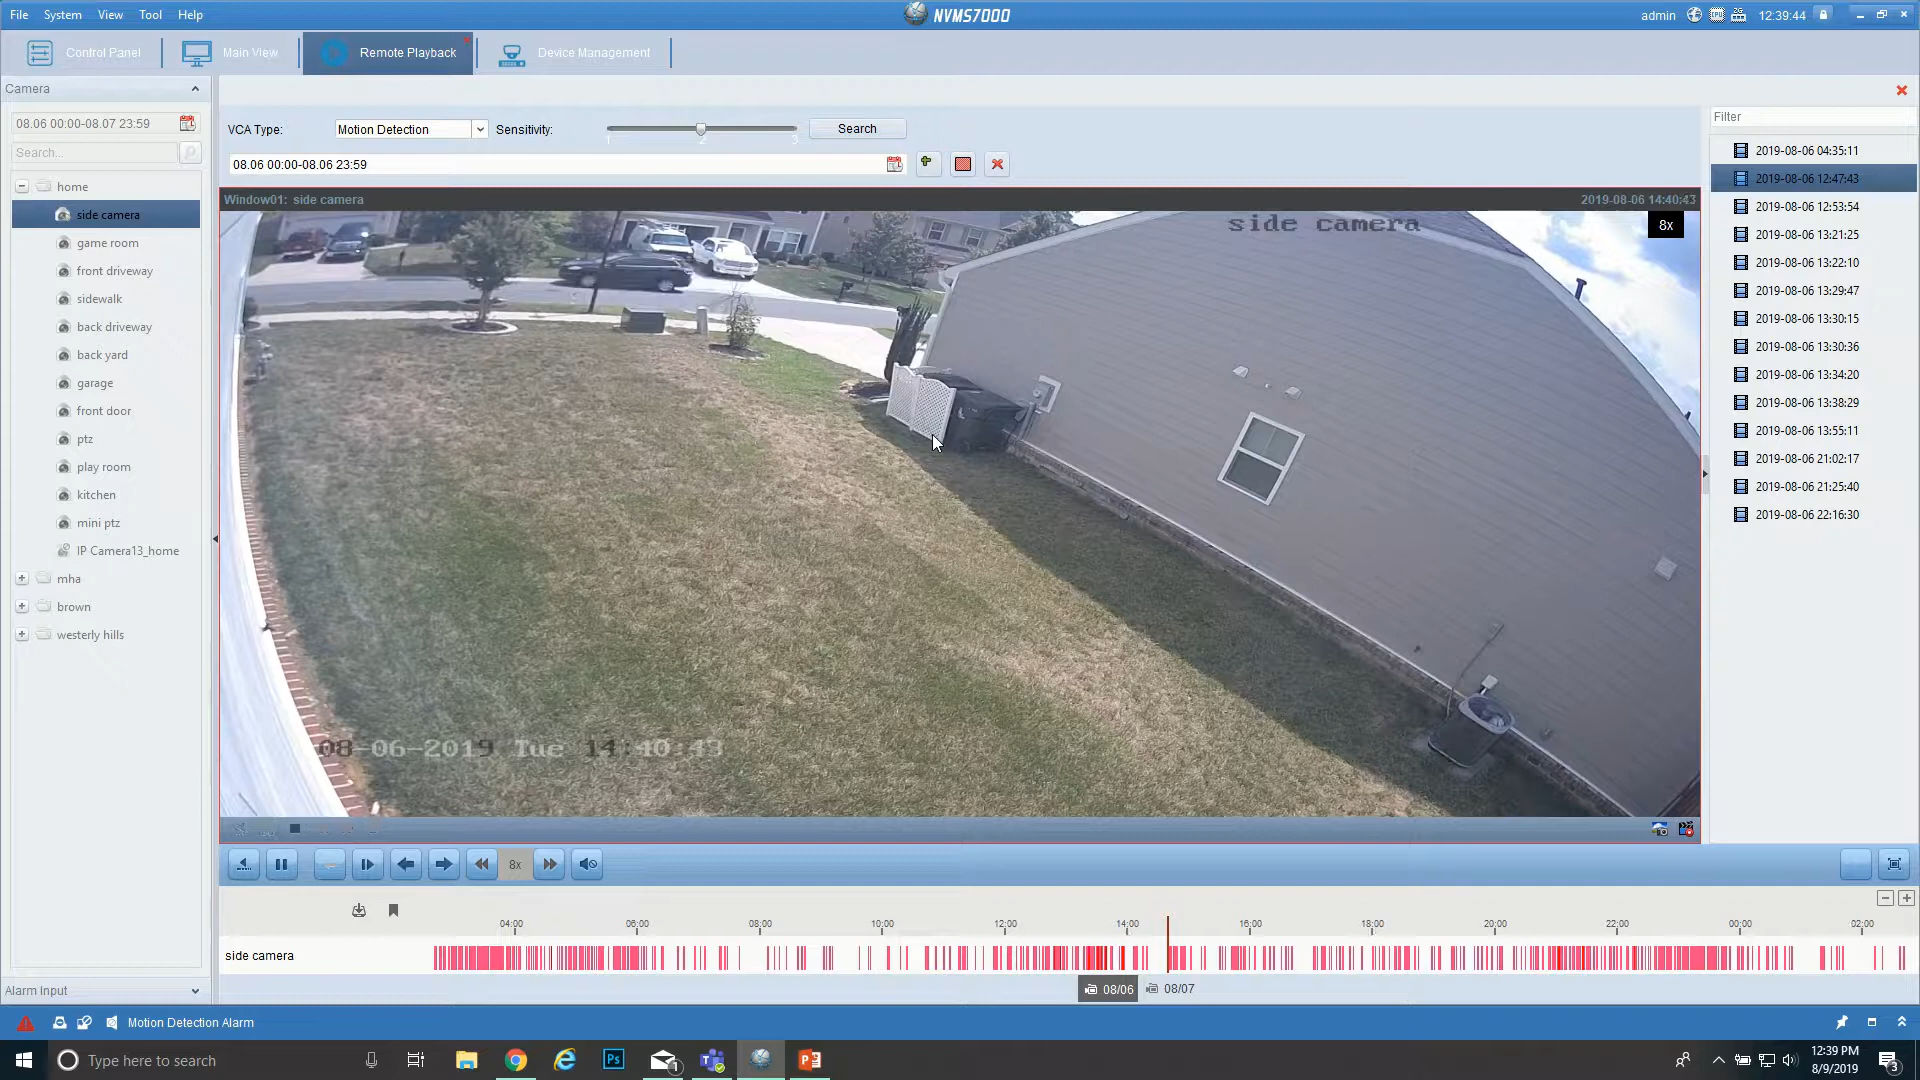 File System View Tool Help
NVMS7000
admin 12:39:44
Control Panel Main View Remote Playback Device Management
Camera
08.06 00:00-08.07 23:59
Search...
home
side camera
game room
front driveway
sidewalk
back driveway
back yard
garage
front door
ptz
play room
kitchen
mini ptz
IP Camera13_home
mha
brown
westerly hills
Alarm Input
VCA Type: Motion Detection Sensitivity: 1 2 3 Search
08.06 00:00-08.06 23:59
Window01: side camera 2019-08-06 14:40:43
side camera
8x
08-06-2019 Tue 14:40:43
8x
04:00 06:00 08:00 10:00 12:00 14:00 16:00 18:00 20:00 22:00 00:00 02:00
side camera
08/06 08/07
Filter
2019-08-06 04:35:11
2019-08-06 12:47:43
2019-08-06 12:53:54
2019-08-06 13:21:25
2019-08-06 13:22:10
2019-08-06 13:29:47
2019-08-06 13:30:15
2019-08-06 13:30:36
2019-08-06 13:34:20
2019-08-06 13:38:29
2019-08-06 13:55:11
2019-08-06 21:02:17
2019-08-06 21:25:40
2019-08-06 22:16:30
Motion Detection Alarm
Type here to search
Ps
1
12:39 PM
8/9/2019
3